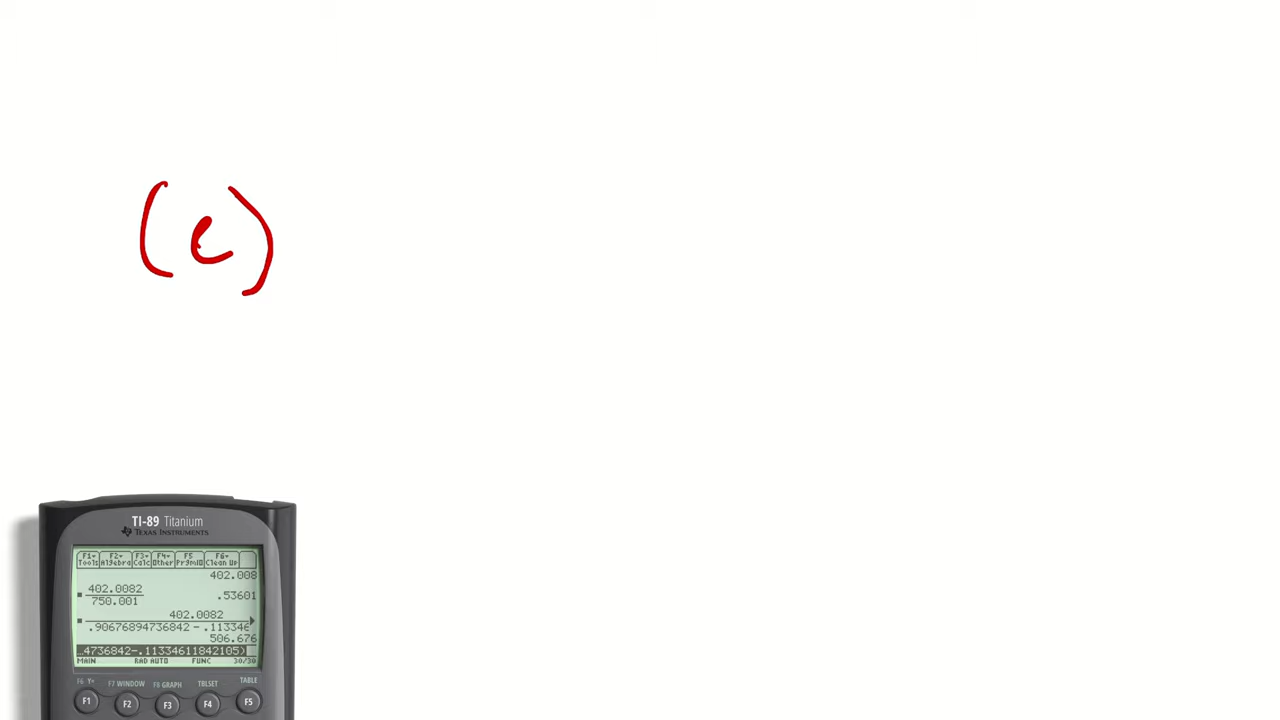 (e)
TI-89 Titanium
TEXAS INSTRUMENTS
F1▾ Tools F2▾ Algebra F3▾ Calc F4▾ Other F5 PrgmIO F6▾ Clean Up
402.008
402.0082
750.001
.53601
402.0082
.90676894736842 - .113346
506.676
…4736842-.11334611842105)
MAIN RAD AUTO FUNC 30/30
F6 Y= F7 WINDOW F8 GRAPH TBLSET TABLE
F1 F2 F3 F4 F5